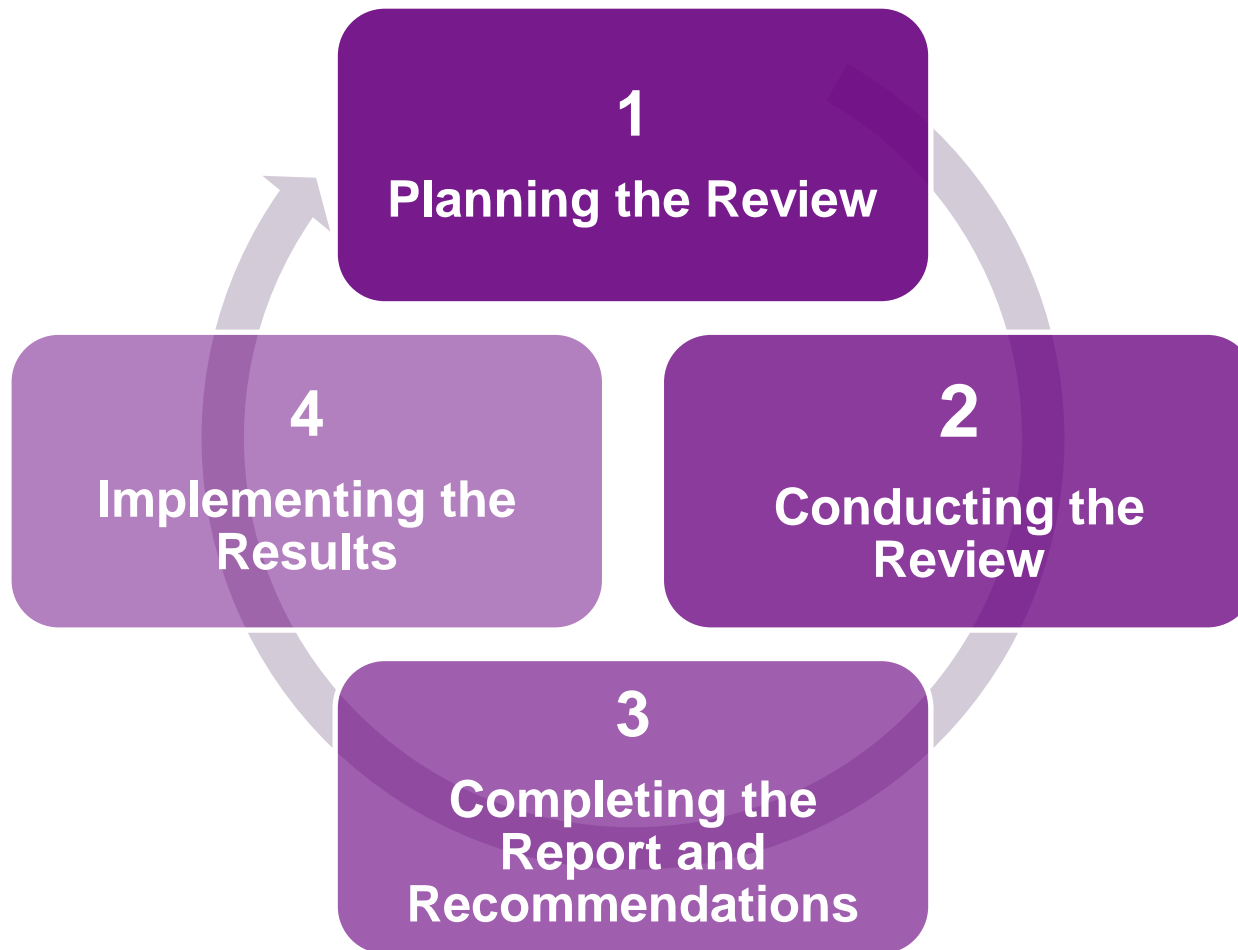 1
Planning the Review
2
Conducting the
Review
3
Completing the
Report and
Recommendations
4
Implementing the
Results